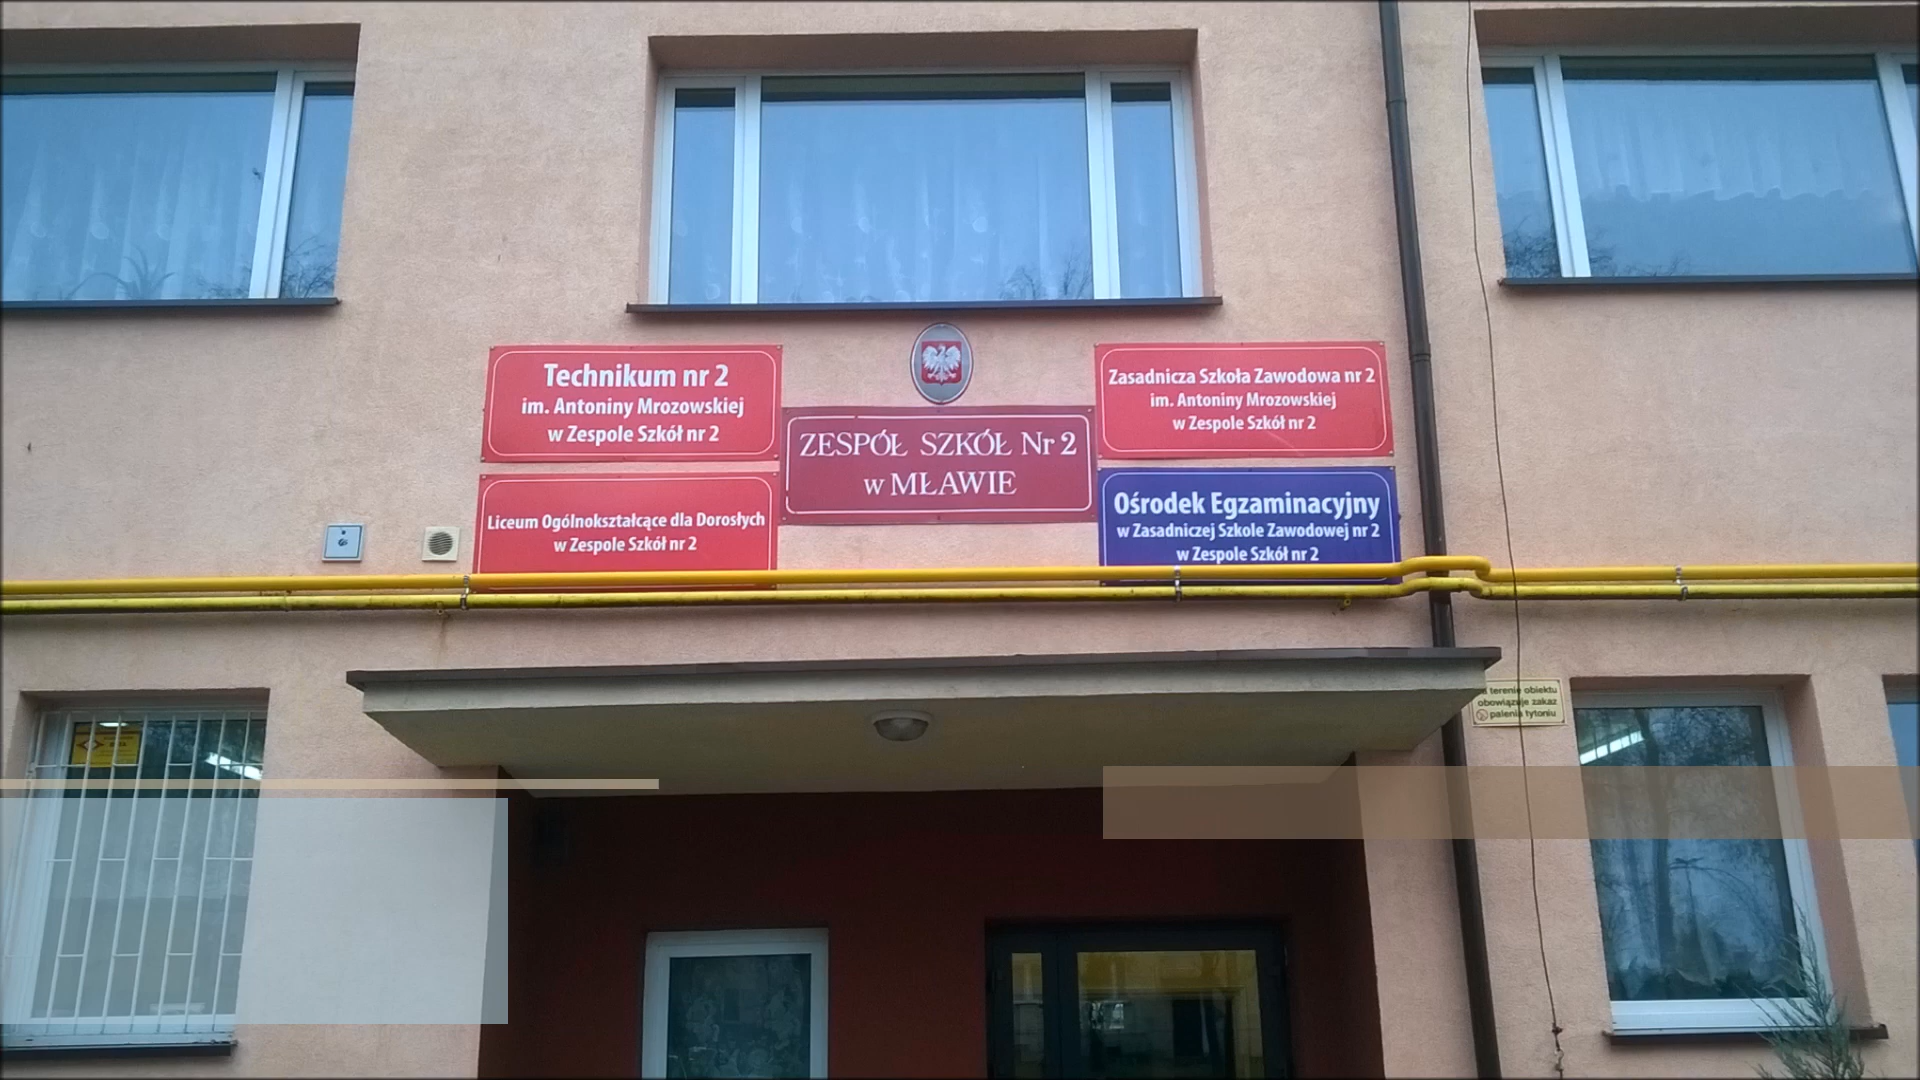 Technikum nr 2
im. Antoniny Mrozowskiej
w Zespole Szkół nr 2
Liceum Ogólnokształcące dla Dorosłych
w Zespole Szkół nr 2
ZESPÓŁ SZKÓŁ Nr 2
w MŁAWIE
Zasadnicza Szkoła Zawodowa nr 2
im. Antoniny Mrozowskiej
w Zespole Szkół nr 2
Ośrodek Egzaminacyjny
w Zasadniczej Szkole Zawodowej nr 2
w Zespole Szkół nr 2
terenie obiektu
obowiązuje zakaz
palenia tytoniu